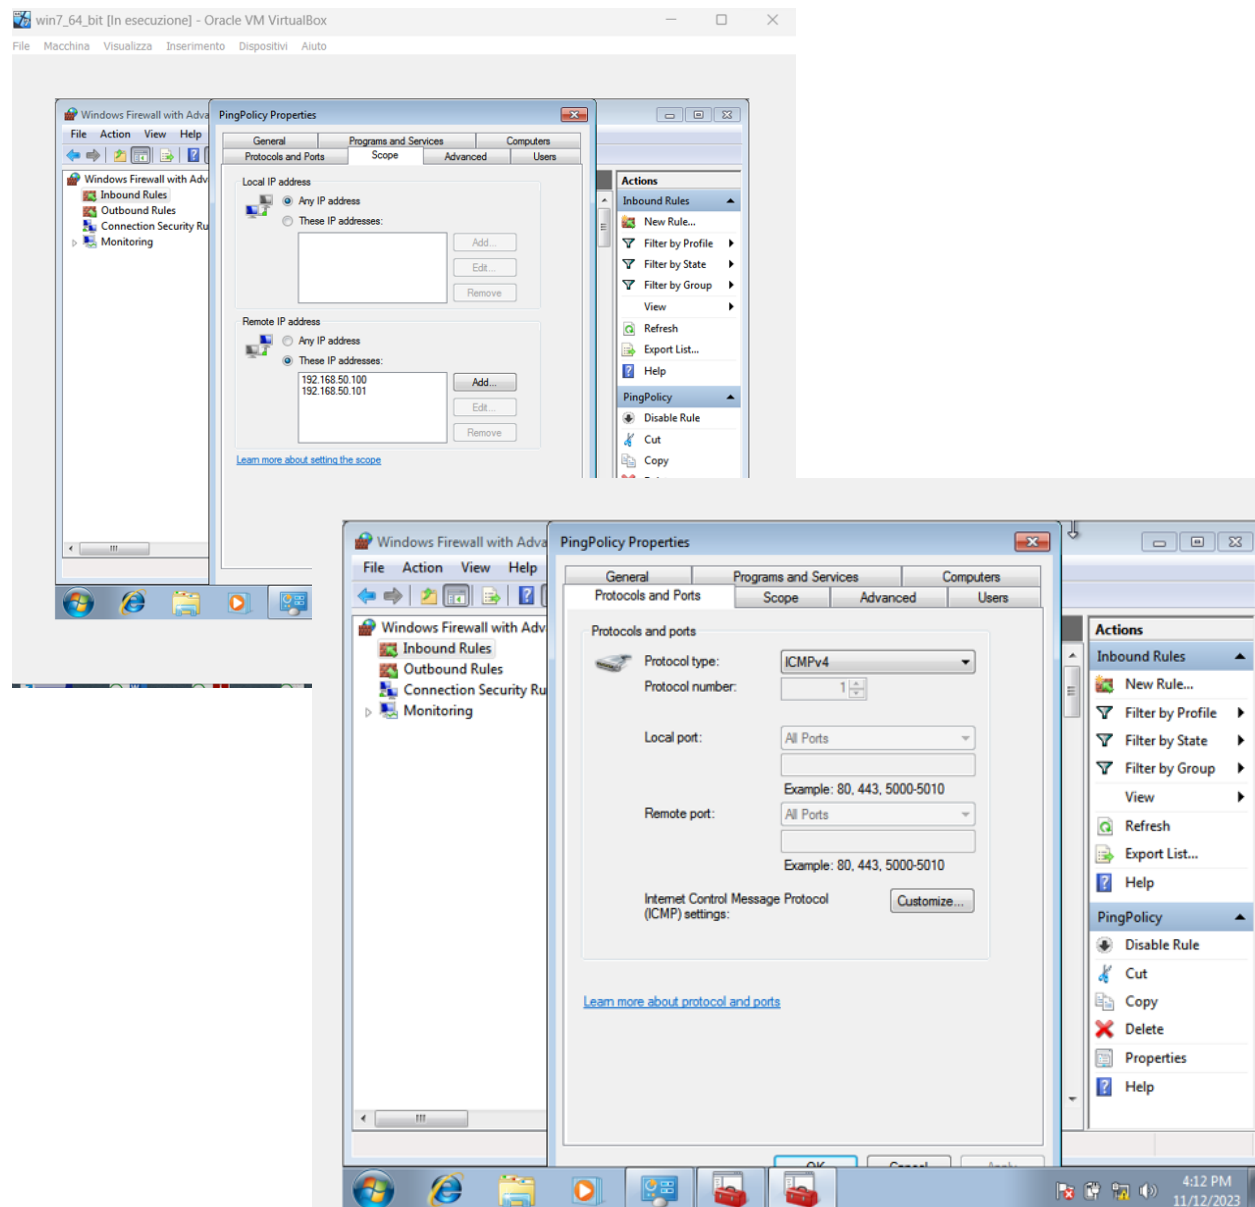 win7_64_bit [In esecuzione] - Oracle VM VirtualBox
File Macchina Visualizza Inserimento Dispositivi Aiuto
Windows Firewall with Adva
PingPolicy Properties
File Action View Help
General Programs and Services Computers
Protocols and Ports Scope Advanced Users
Windows Firewall with Adv
Inbound Rules
Outbound Rules
Connection Security Ru
Monitoring
Local IP address
Any IP address
These IP addresses:
Add...
Edit...
Remove
Remote IP address
Any IP address
These IP addresses:
192.168.50.100
192.168.50.101
Add...
Edit...
Remove
Learn more about setting the scope
Actions
Inbound Rules
New Rule...
Filter by Profile
Filter by State
Filter by Group
View
Refresh
Export List...
Help
PingPolicy
Disable Rule
Cut
Copy
Windows Firewall with Adva
PingPolicy Properties
File Action View Help
General Programs and Services Computers
Protocols and Ports Scope Advanced Users
Windows Firewall with Adv
Inbound Rules
Outbound Rules
Connection Security Ru
Monitoring
Protocols and ports
Protocol type: ICMPv4
Protocol number: 1
Local port: All Ports
Example: 80, 443, 5000-5010
Remote port: All Ports
Example: 80, 443, 5000-5010
Internet Control Message Protocol
(ICMP) settings:
Customize...
Learn more about protocol and ports
OK Cancel Apply
Actions
Inbound Rules
New Rule...
Filter by Profile
Filter by State
Filter by Group
View
Refresh
Export List...
Help
PingPolicy
Disable Rule
Cut
Copy
Delete
Properties
Help
4:12 PM
11/12/2023